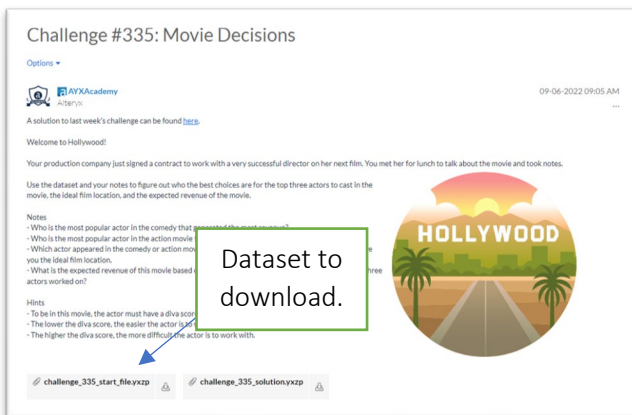 Challenge #335: Movie Decisions
Options
AYXAcademy
Alteryx
09-06-2022 09:05 AM
A solution to last week's challenge can be found here.
Welcome to Hollywood!
Your production company just signed a contract to work with a very successful director on her next film. You met her for lunch to talk about the movie and took notes.
Use the dataset and your notes to figure out who the best choices are for the top three actors to cast in the
movie, the ideal film location, and the expected revenue of the movie.
Notes
- Who is the most popular actor in the comedy that generated the most revenue?
- Who is the most popular actor in the action movie
- Which actor appeared in the comedy or action
you the ideal film location.
- What is the expected revenue of this movie based
three
actors worked on?
Hints
- To be in this movie, the actor must have a diva
- The lower the diva score, the easier the actor is to
- The higher the diva score, the more difficult the actor is to work with.
HOLLYWOOD
Dataset to
download.
challenge_335_start_file.yxzp
challenge_335_solution.yxzp